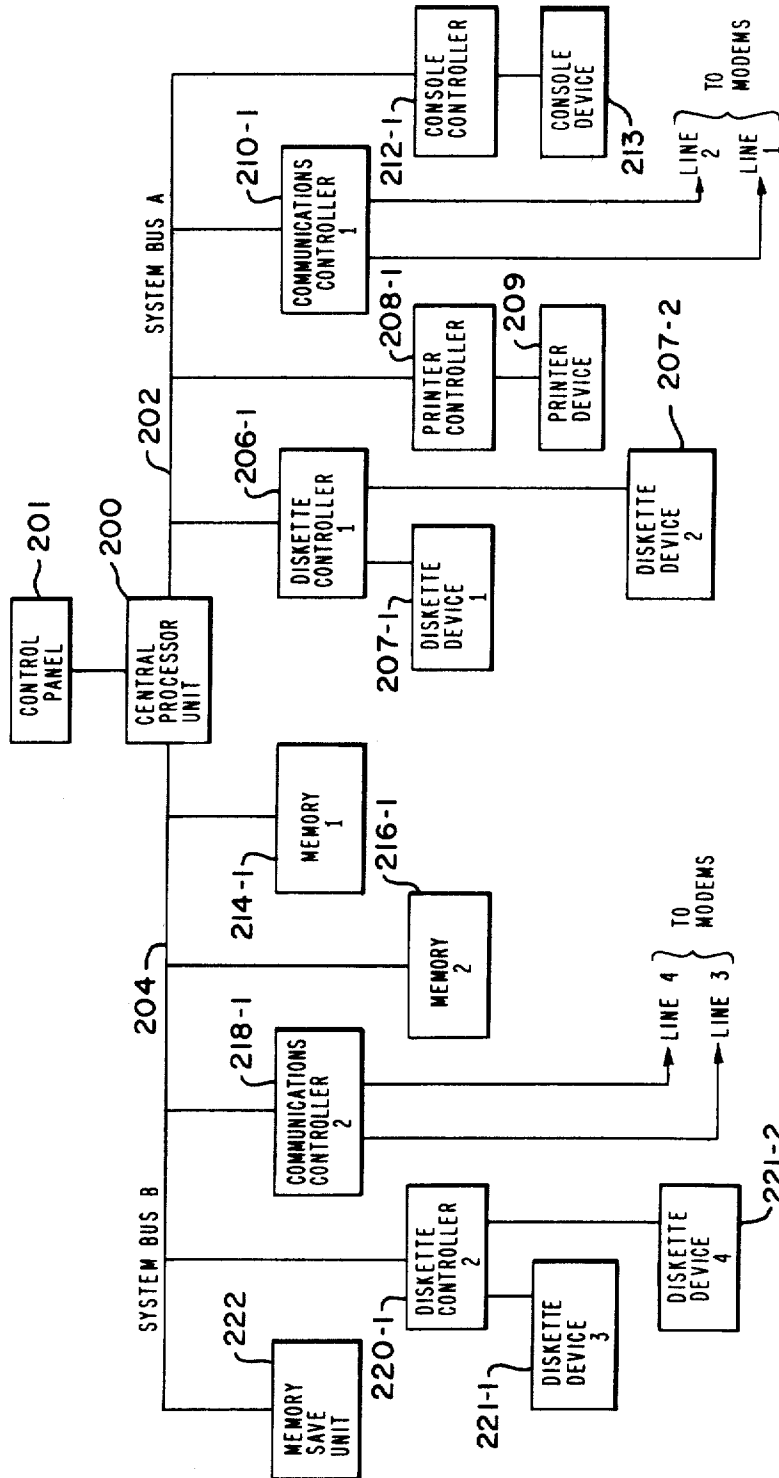 CONTROL
PANEL
201
CENTRAL
PROCESSOR
UNIT
200
SYSTEM BUS B
204
SYSTEM BUS A
202
MEMORY
SAVE
UNIT
222
DISKETTE
CONTROLLER
2
220-1
DISKETTE
DEVICE
3
221-1
DISKETTE
DEVICE
4
221-2
COMMUNICATIONS
CONTROLLER
2
218-1
LINE 4
LINE 3
TO
MODEMS
MEMORY
2
216-1
MEMORY
1
214-1
DISKETTE
CONTROLLER
1
206-1
DISKETTE
DEVICE
1
207-1
DISKETTE
DEVICE
2
207-2
PRINTER
CONTROLLER
208-1
PRINTER
DEVICE
209
COMMUNICATIONS
CONTROLLER
1
210-1
LINE
2
LINE
1
TO
MODEMS
CONSOLE
CONTROLLER
212-1
CONSOLE
DEVICE
213